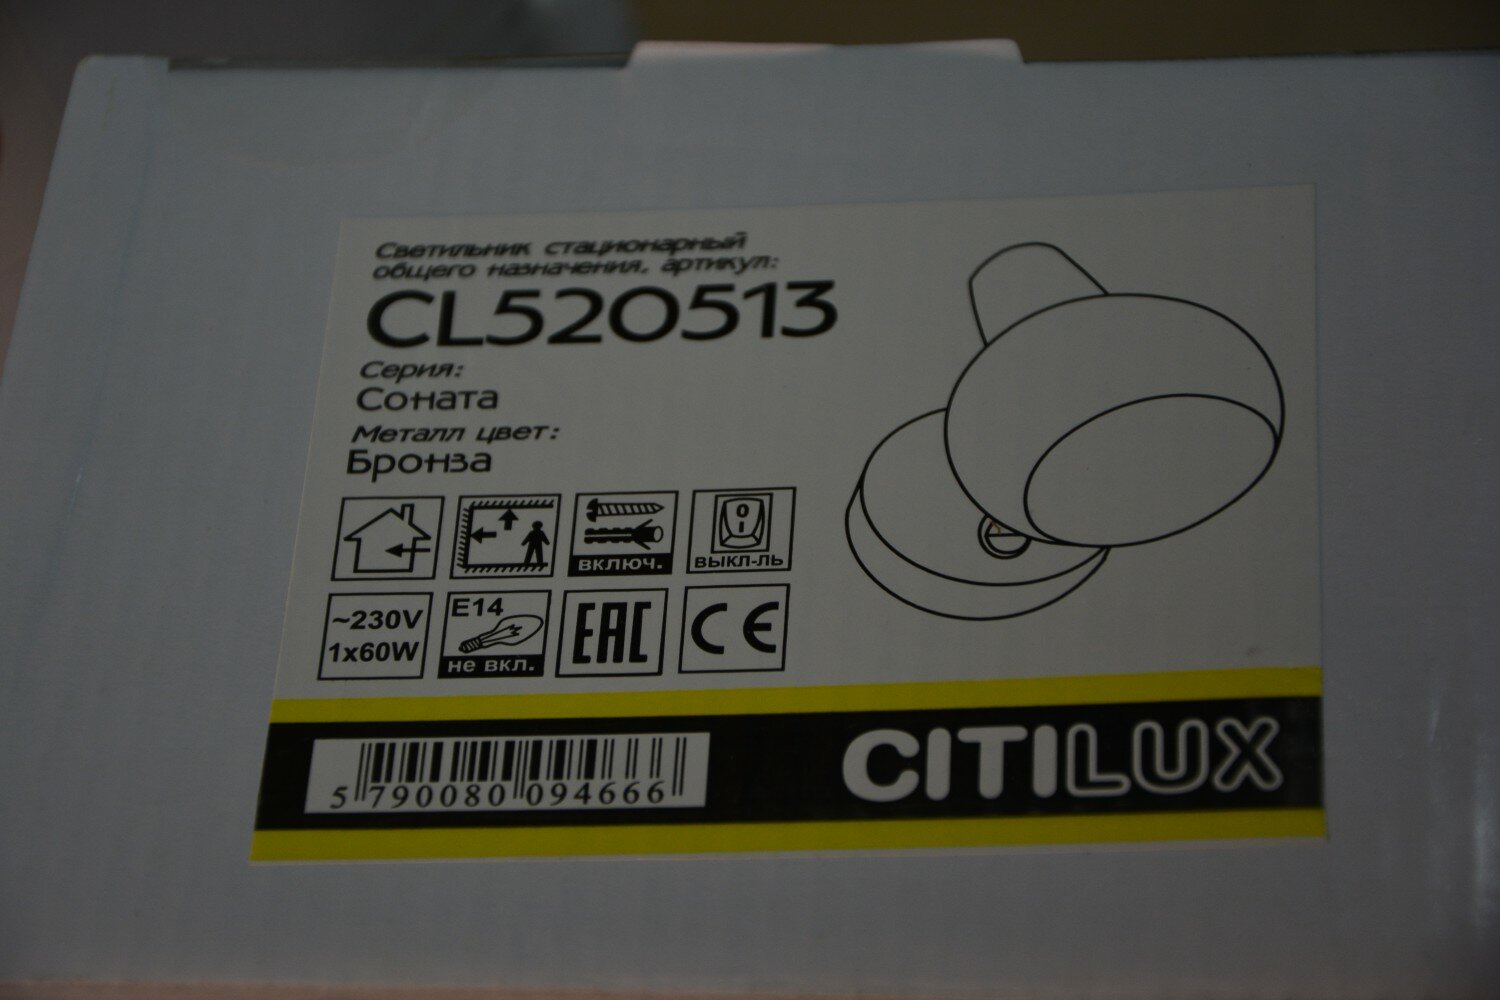 Светильник стационарный
общего назначения, артикул:
CL520513
Серия:
Соната
Металл цвет:
Бронза
включ.
O
I
выкл-ль
~230V
1x60W
E14
не вкл.
EAC
CE
5 790080 094666
CITILUX